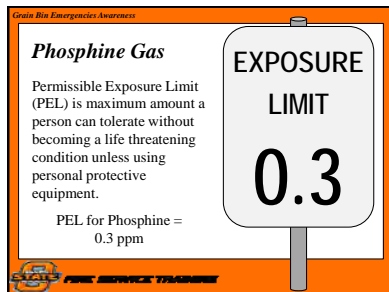 Grain Bin Emergencies Awareness
Phosphine Gas
Permissible Exposure Limit
(PEL) is maximum amount a
person can tolerate without
becoming a life threatening
condition unless using
personal protective
equipment.
PEL for Phosphine =
0.3 ppm
EXPOSURE
LIMIT
0.3
STATE
FIRE SERVICE TRAINING